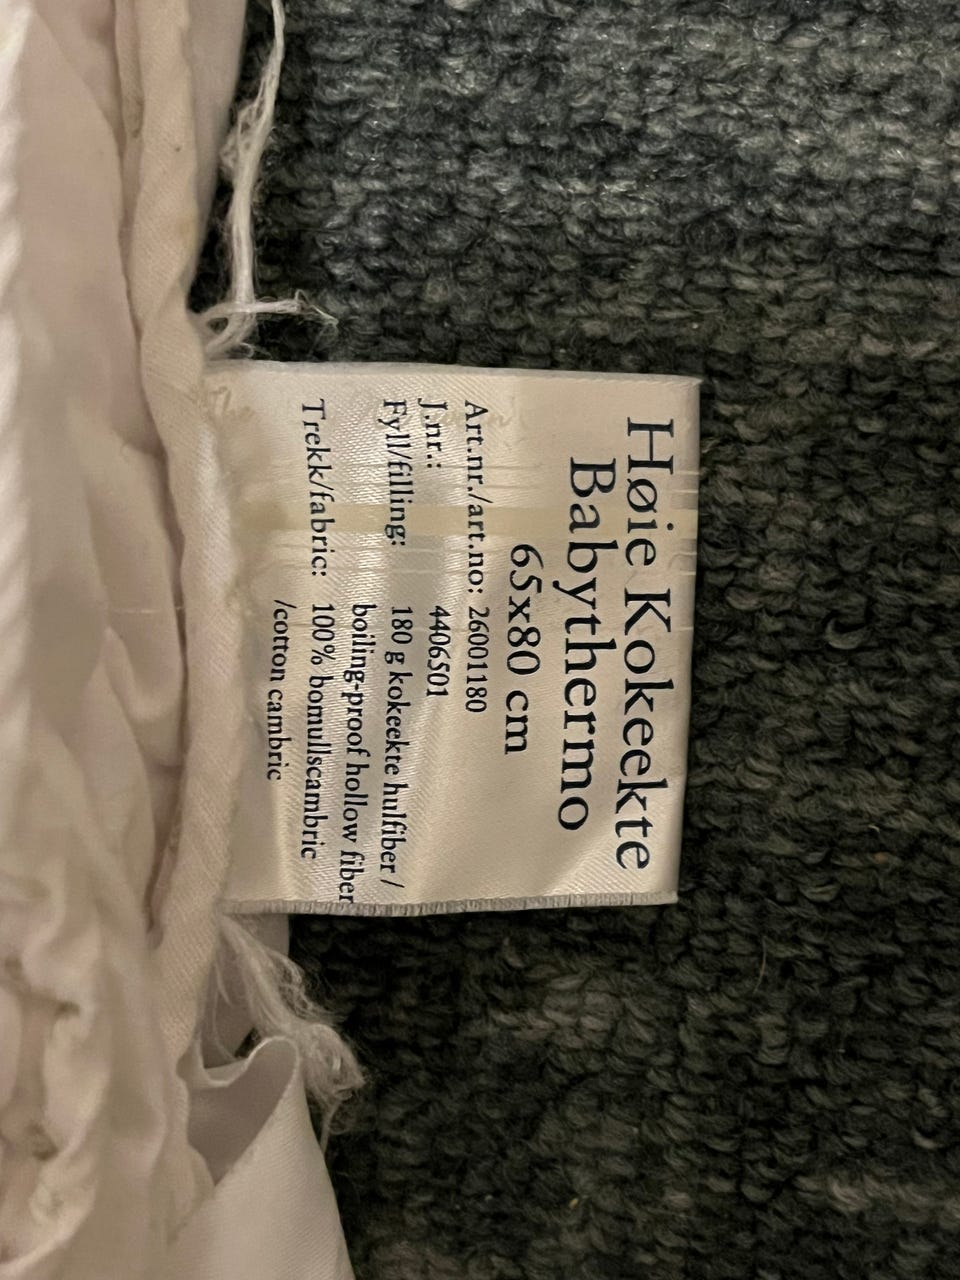 Høie Kokeekte
Babythermo
65x80 cm
Art.nr./art.no: 26001180
J.nr.: 4406501
Fyll/filling: 180 g kokeekte hulfiber /
boiling-proof hollow fiber
Trekk/fabric: 100% bomullscambric
/cotton cambric